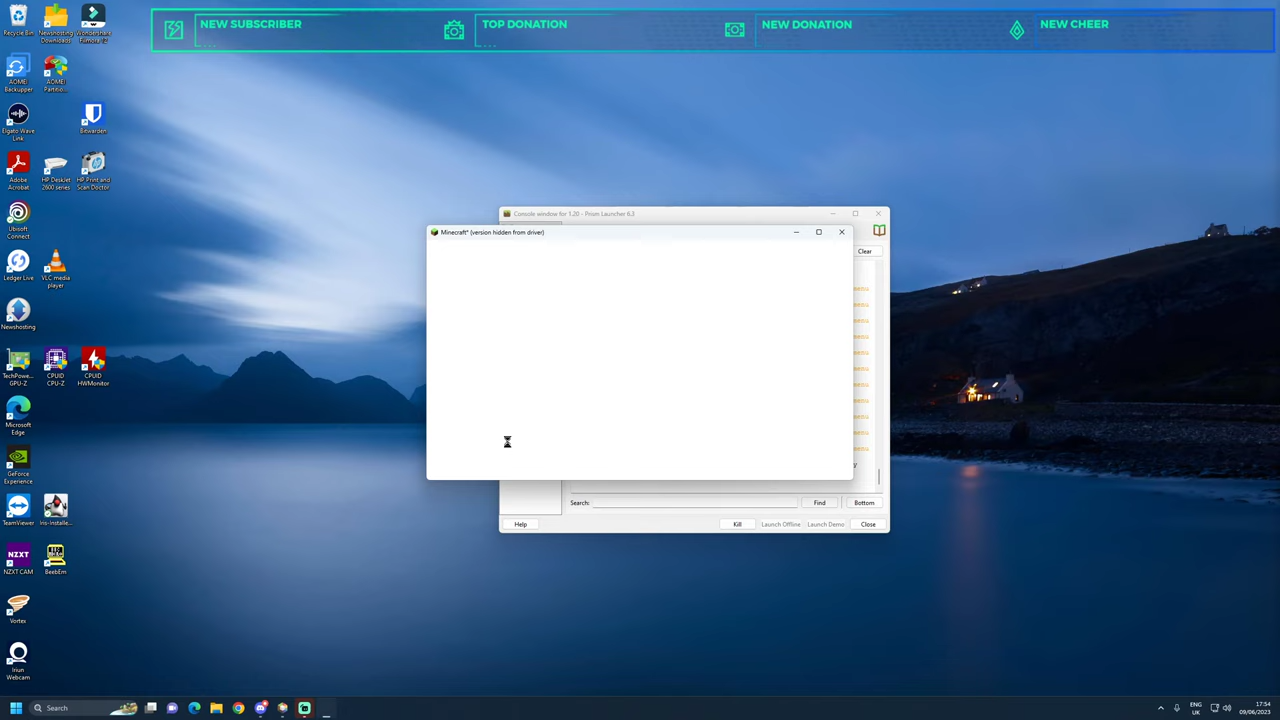 NEW SUBSCRIBER
TOP DONATION
NEW DONATION
NEW CHEER
Recycle Bin
Newshosting Downloads
Wondershare Filmora 12
AOMEI Backupper
AOMEI Partitio...
Elgato Wave Link
Bitwarden
Adobe Acrobat
HP DeskJet 2600 series
HP Print and Scan Doctor
Ubisoft Connect
Ledger Live
VLC media player
Newshosting
TechPowe... GPU-Z
CPUID CPU-Z
CPUID HWMonitor
Microsoft Edge
GeForce Experience
TeamViewer
Iris-Installe...
NZXT CAM
BeebEm
Vortex
Iriun Webcam
Console window for 1.20 - Prism Launcher 6.3
Minecraft* (version hidden from driver)
Clear
Search:
Find
Bottom
Help
Kill
Launch Offline
Launch Demo
Close
Search
ENG
UK
17:54
09/06/2023